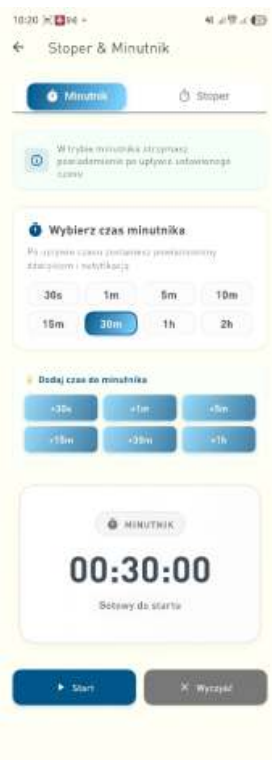 10:20
Stoper & Minutnik
Minutnik
Stoper
W trybie minutnika otrzymasz
powiadomienie po upływie ustawionego
czasu
Wybierz czas minutnika
Po upływie czasu zostaniesz powiadomiony
dźwiękiem i notyfikacją
30s 1m 5m 10m
15m 30m 1h 2h
Dodaj czas do minutnika
+30s +1m +5m
+15m +30m +1h
MINUTNIK
00:30:00
Gotowy do startu
Start
Wyczyść